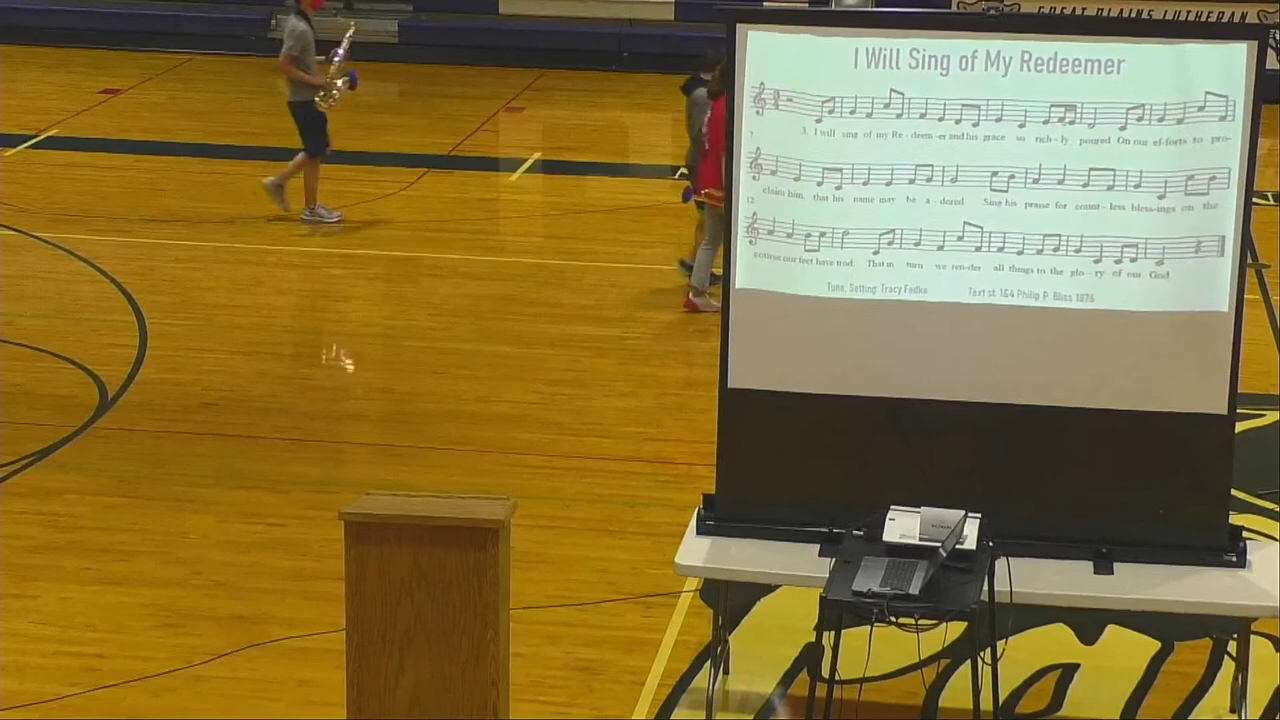 GREAT PLAINS LUTHERAN
I Will Sing of My Redeemer
3. I will sing of my Re - deem - er and his grace so rich - ly poured On our ef-forts to pro-
7
claim him, that his name may be a - dored Sing his praise for count - less bless-ings on the
12
course our feet have trod: That in turn we ren-der all things to the glo - ry of our God.
Tune, Setting: Tracy Fedke Text st. 1&4 Philip P. Bliss 1876